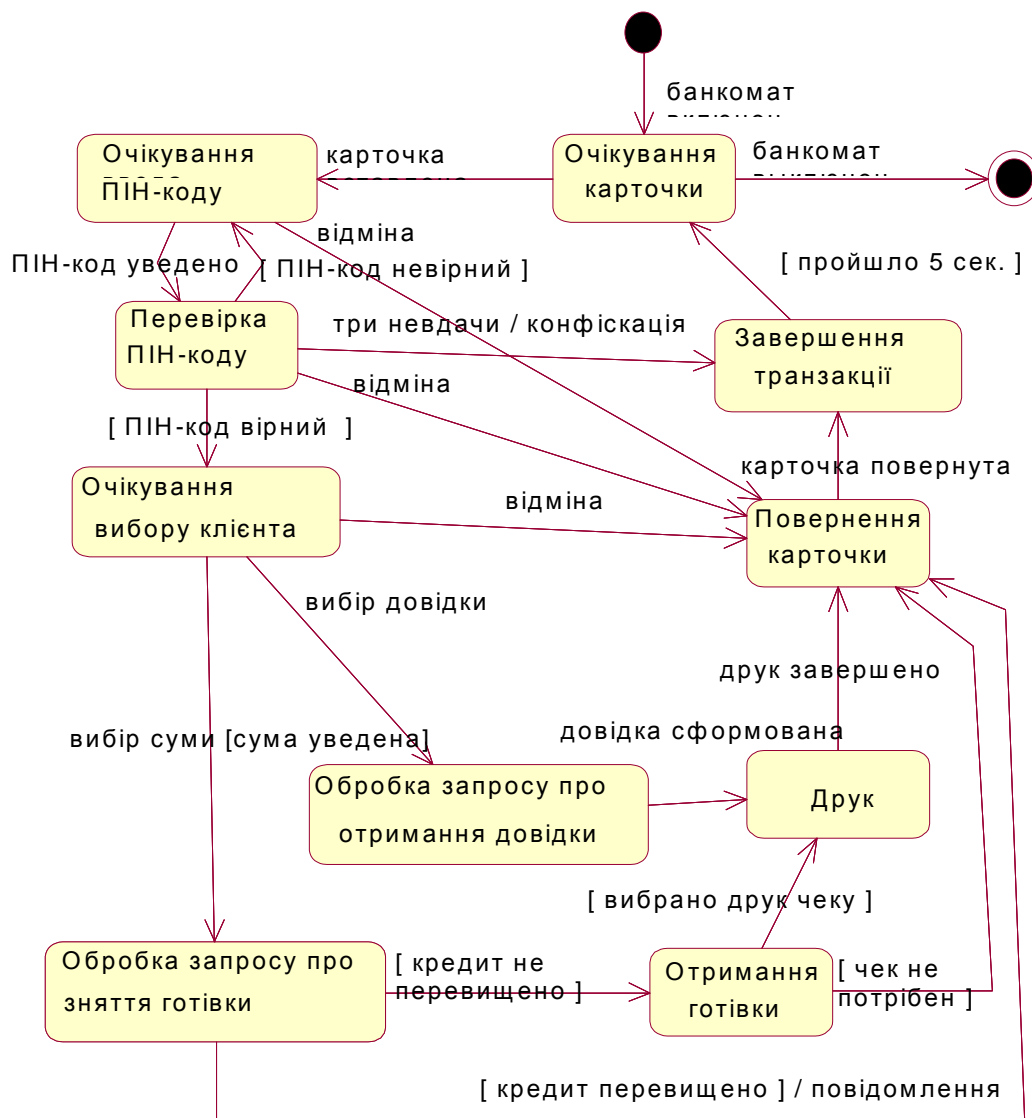 банкомат
Очікування
ПІН-коду
карточка
Очікування
карточки
банкомат
відміна
ПІН-код уведено
[ ПІН-код невірний ]
[ пройшло 5 сек. ]
Перевірка
ПІН-коду
три невдачи / конфіскація
Завершення
транзакції
відміна
[ ПІН-код вірний ]
карточка повернута
Очікування
вибору клієнта
відміна
Повернення
карточки
вибір довідки
друк завершено
вибір суми [сума уведена]
довідка сформована
Обробка запросу про
отримання довідки
Друк
[ вибрано друк чеку ]
Обробка запросу про
зняття готівки
[ кредит не
перевищено ]
Отримання
готівки
[ чек не
потрібен ]
[ кредит перевищено ] / повідомлення